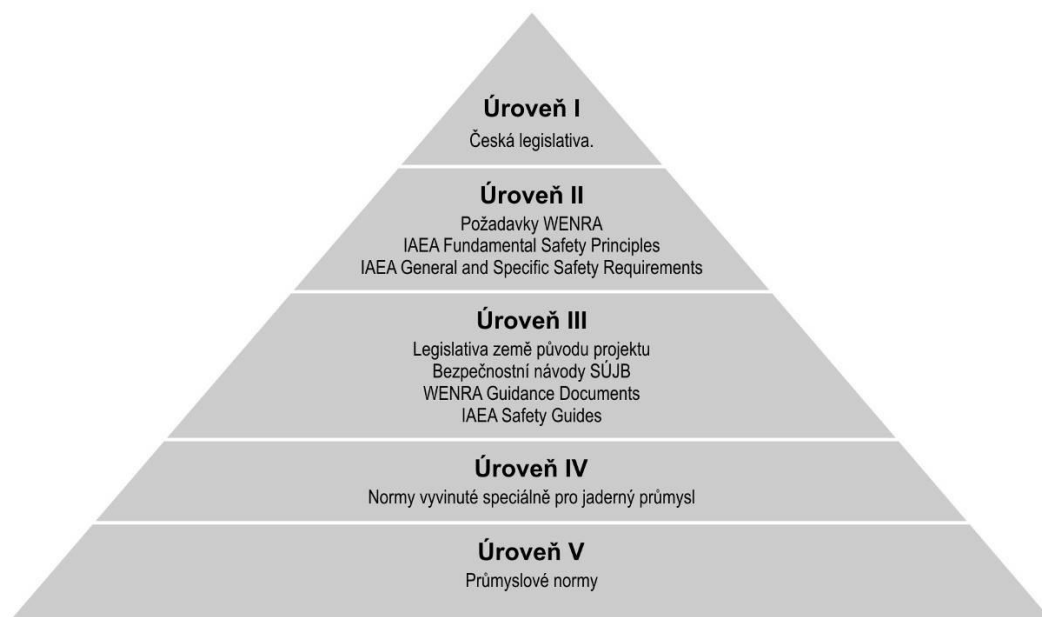 Úroveň I
Česká legislativa.
Úroveň II
Požadavky WENRA
IAEA Fundamental Safety Principles
IAEA General and Specific Safety Requirements
Úroveň III
Legislativa země původu projektu
Bezpečnostní návody SÚJB
WENRA Guidance Documents
IAEA Safety Guides
Úroveň IV
Normy vyvinuté speciálně pro jaderný průmysl
Úroveň V
Průmyslové normy